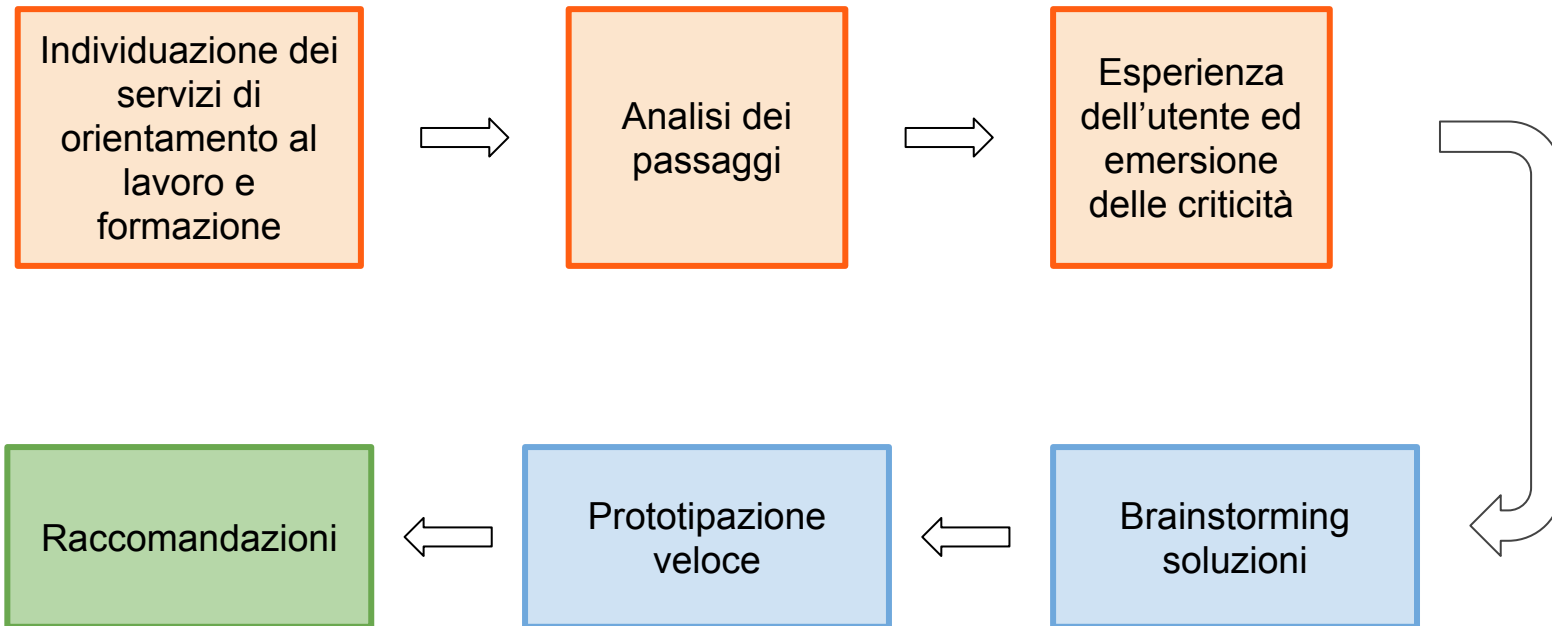 Individuazione dei
servizi di
orientamento al
lavoro e
formazione
Analisi dei
passaggi
Esperienza
dell’utente ed
emersione
delle criticità
Brainstorming
soluzioni
Prototipazione
veloce
Raccomandazioni